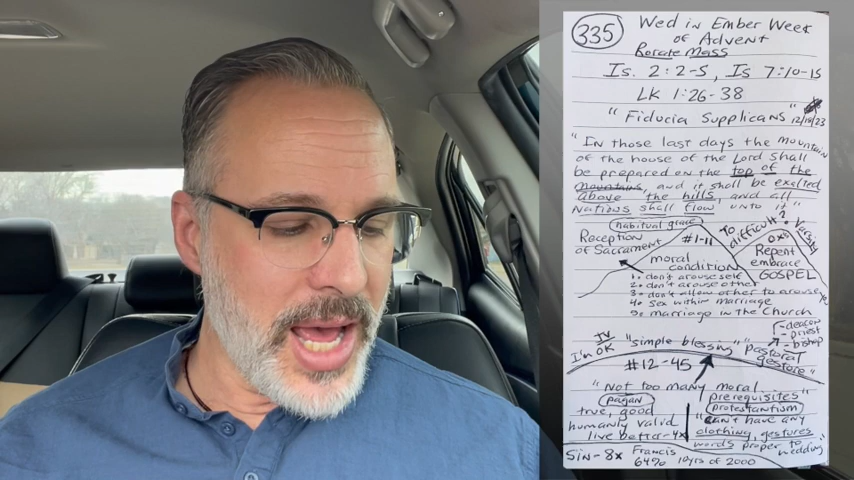 335 Wed in Ember Week
of Advent
Rorate Mass
Is. 2:2-5, Is 7:10-15
LK 1:26-38
"Fiducia Supplicans" 12/18/23
"In those last days the mountain
of the house of the Lord shall
be prepared on the top of the
mountains, and it shall be exalted
above the hills, and all
Nations shall flow unto it"
habitual grace
Reception
of Sacrament
#1-11
To difficult?
moral
condition
Repent
embrace
GOSPEL
1. don't arouse self
2. don't arouse other
3. don't allow other to arouse
4. sex within marriage
5. marriage in the Church
deacon
priest
bishop
I'm OK "simple blessing" "Pastoral
gesture"
#12-45
"Not too many moral
prerequisites"
pagan
true, good
humanly valid
live better-4x
protestantism
"Can't have any
clothing, gestures
words proper to
wedding"
Sin-8x Francis
64% 10yrs of 2000